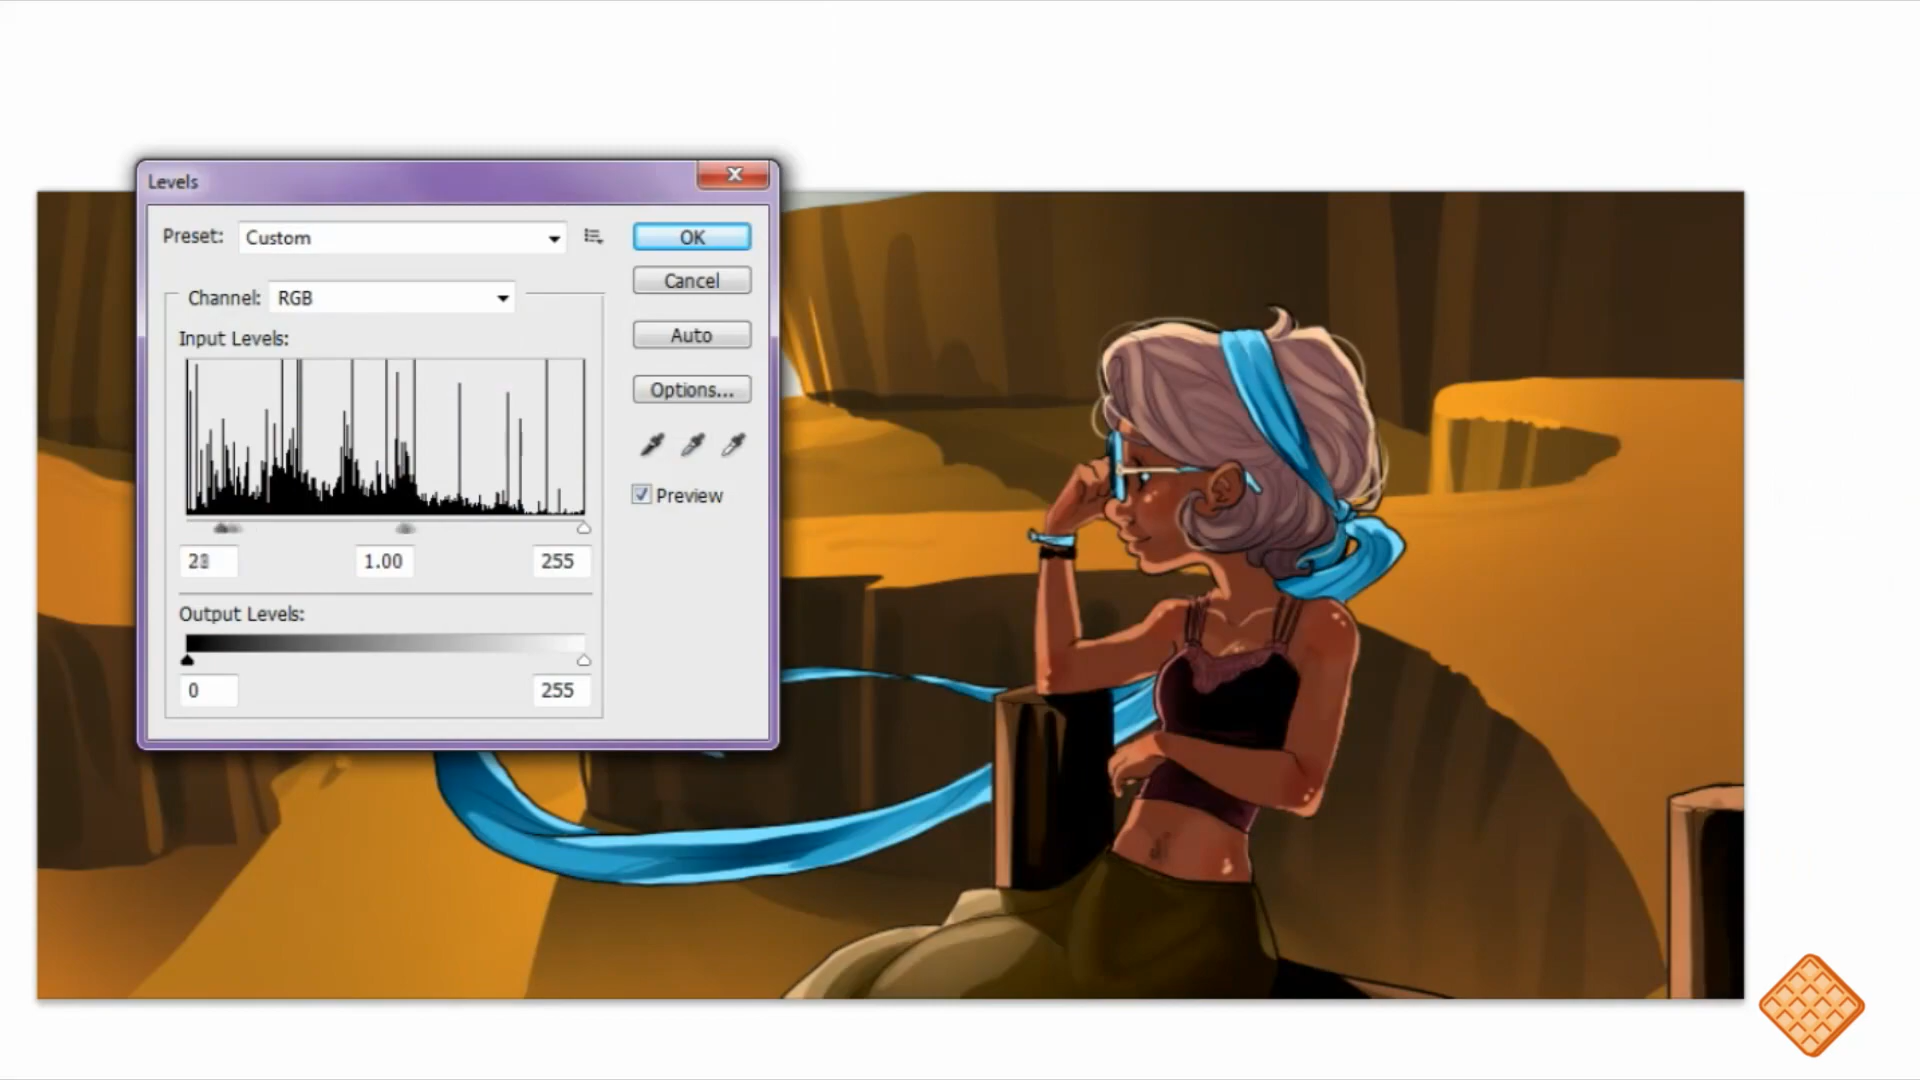 Levels
Preset: Custom
OK
Cancel
Channel: RGB
Auto
Input Levels:
Options...
Preview
1.00 255
Output Levels:
0 255